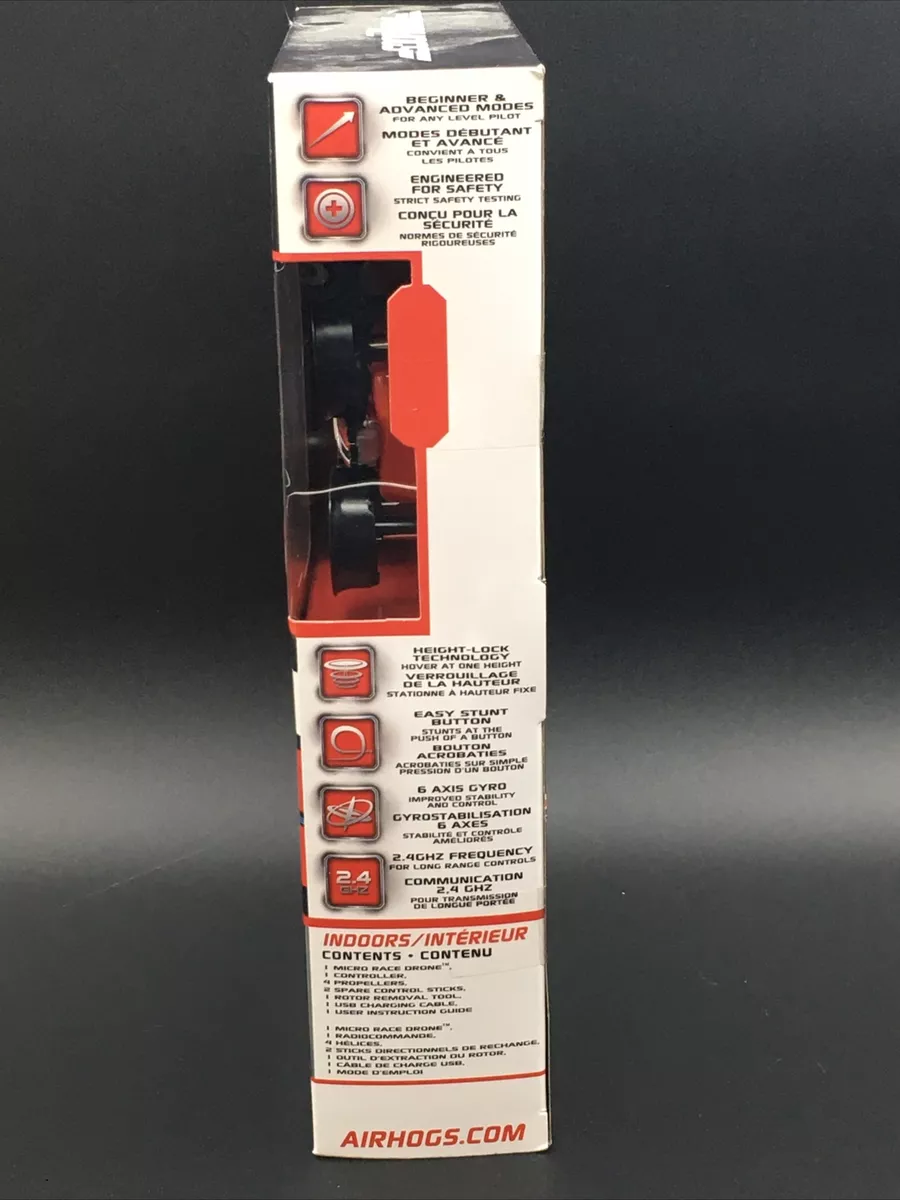 BEGINNER &
ADVANCED MODES
FOR ANY LEVEL PILOT
MODES DÉBUTANT
ET AVANCÉ
CONVIENT À TOUS
LES PILOTES
ENGINEERED
FOR SAFETY
STRICT SAFETY TESTING
CONÇU POUR LA
SÉCURITÉ
NORMES DE SÉCURITÉ
RIGOUREUSES
HEIGHT-LOCK
TECHNOLOGY
HOVER AT ONE HEIGHT
VERROUILLAGE
DE LA HAUTEUR
STATIONNE À HAUTEUR FIXE
EASY STUNT
BUTTON
STUNTS AT THE
PUSH OF A BUTTON
BOUTON
ACROBATIES
ACROBATIES SUR SIMPLE
PRESSION D'UN BOUTON
6 AXIS GYRO
IMPROVED STABILITY
AND CONTROL
GYROSTABILISATION
6 AXES
STABILITÉ ET CONTRÔLE
AMÉLIORÉS
2.4
GHZ
2.4GHZ FREQUENCY
FOR LONG RANGE CONTROLS
COMMUNICATION
2,4 GHZ
POUR TRANSMISSION
DE LONGUE PORTÉE
INDOORS/INTÉRIEUR
CONTENTS • CONTENU
1 MICRO RACE DRONE™,
1 CONTROLLER,
4 PROPELLERS,
2 SPARE CONTROL STICKS,
1 ROTOR REMOVAL TOOL,
1 USB CHARGING CABLE,
1 USER INSTRUCTION GUIDE
1 MICRO RACE DRONE™,
1 RADIOCOMMANDE,
4 HÉLICES,
2 STICKS DIRECTIONNELS DE RECHANGE,
1 OUTIL D'EXTRACTION DU ROTOR,
1 CÂBLE DE CHARGE USB,
1 MODE D'EMPLOI
AIRHOGS.COM